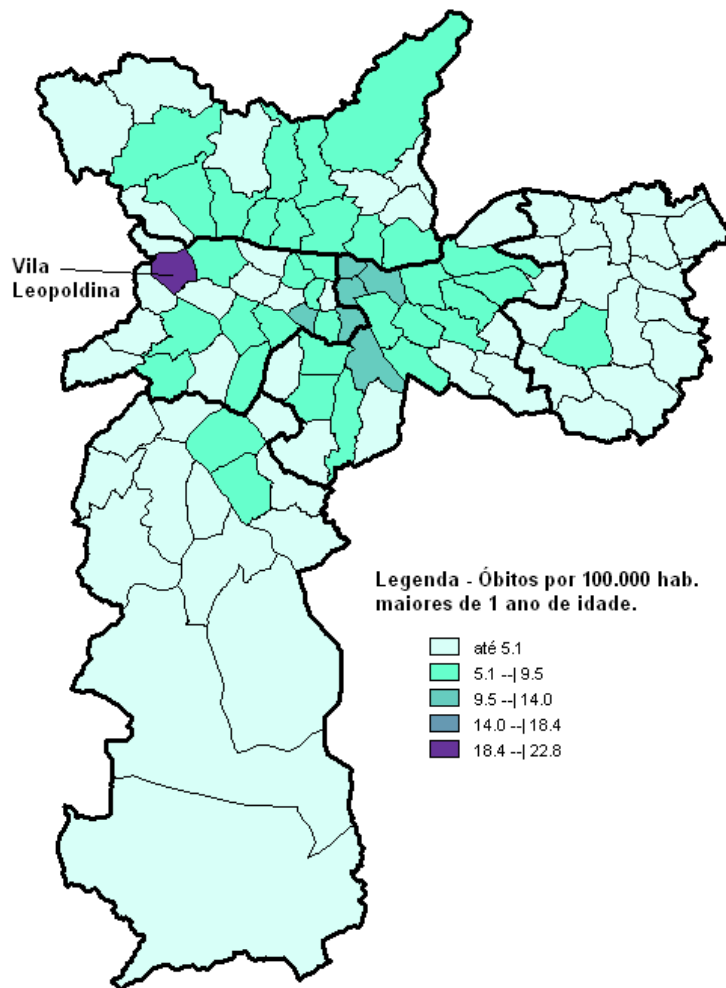 Vila
Leopoldina
Legenda - Óbitos por 100.000 hab.
maiores de 1 ano de idade.
até 5.1
5.1 --| 9.5
9.5 --| 14.0
14.0 --| 18.4
18.4 --| 22.8